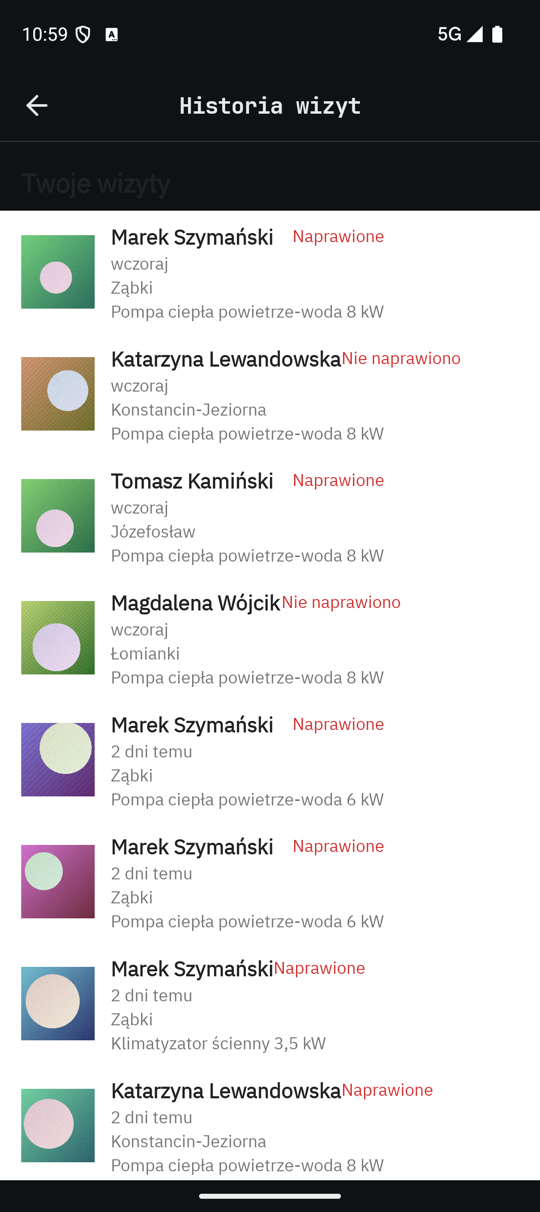 10:59
A
5G
Historia wizyt
Twoje wizyty
Marek Szymański Naprawione
wczoraj
Ząbki
Pompa ciepła powietrze-woda 8 kW
Katarzyna Lewandowska Nie naprawiono
wczoraj
Konstancin-Jeziorna
Pompa ciepła powietrze-woda 8 kW
Tomasz Kamiński Naprawione
wczoraj
Józefosław
Pompa ciepła powietrze-woda 8 kW
Magdalena Wójcik Nie naprawiono
wczoraj
Łomianki
Pompa ciepła powietrze-woda 8 kW
Marek Szymański Naprawione
2 dni temu
Ząbki
Pompa ciepła powietrze-woda 6 kW
Marek Szymański Naprawione
2 dni temu
Ząbki
Pompa ciepła powietrze-woda 6 kW
Marek Szymański Naprawione
2 dni temu
Ząbki
Klimatyzator ścienny 3,5 kW
Katarzyna Lewandowska Naprawione
2 dni temu
Konstancin-Jeziorna
Pompa ciepła powietrze-woda 8 kW